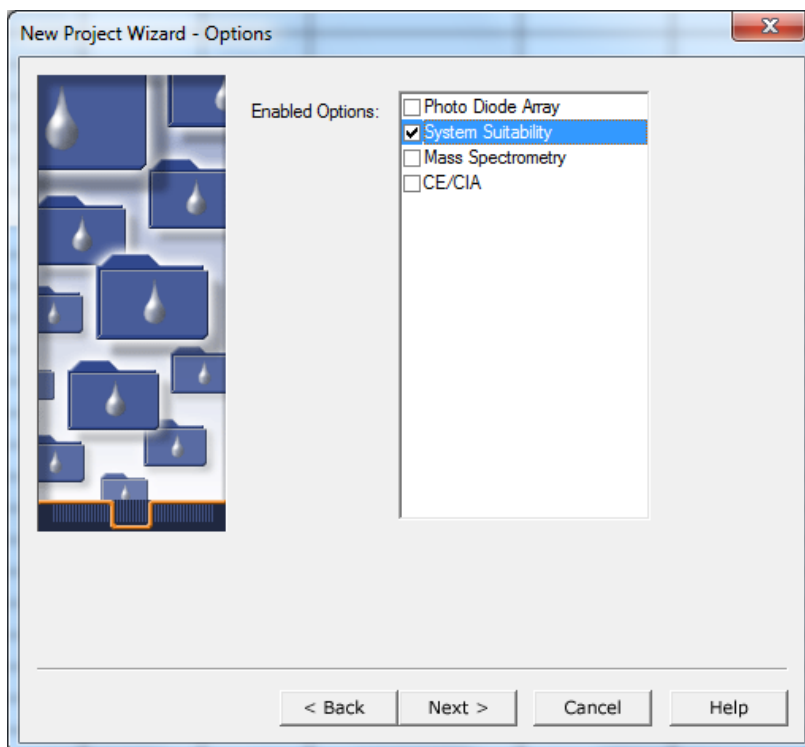 New Project Wizard - Options
Enabled Options:
Photo Diode Array
System Suitability
Mass Spectrometry
CE/CIA
< Back
Next >
Cancel
Help